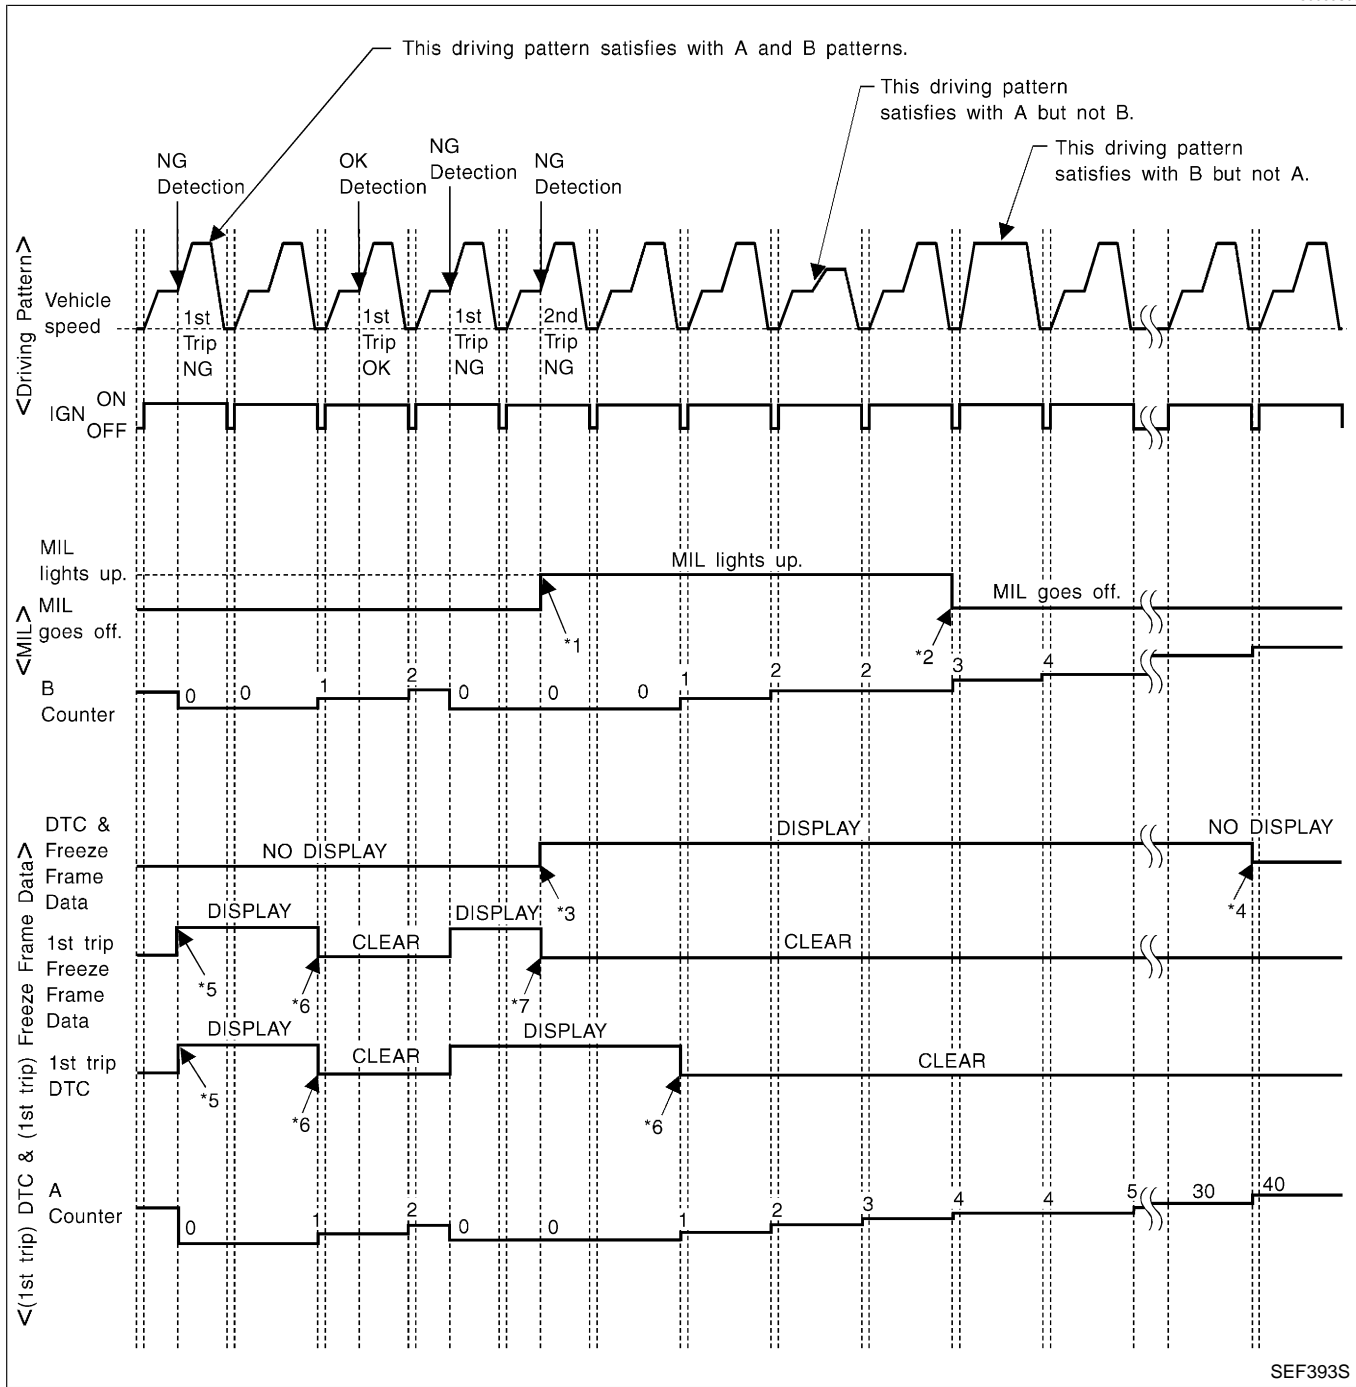 This driving pattern satisfies with A and B patterns.
This driving pattern
satisfies with A but not B.
This driving pattern
satisfies with B but not A.
NG
Detection
OK
Detection
NG
Detection
NG
Detection
<Driving Pattern>
Vehicle
speed
1st
Trip
NG
1st
Trip
OK
1st
Trip
NG
2nd
Trip
NG
IGN
ON
OFF
<MIL>
MIL
lights up.
MIL
goes off.
MIL lights up.
MIL goes off.
*1
*2
B
Counter
0 0 1 2 0 0 0 1 2 2 3 4
<(1st trip) DTC & (1st trip) Freeze Frame Data>
DTC &
Freeze
Frame
Data
NO DISPLAY
DISPLAY
NO DISPLAY
*3
*4
1st trip
Freeze
Frame
Data
DISPLAY
CLEAR
DISPLAY
CLEAR
*5
*6
*7
1st trip
DTC
DISPLAY
CLEAR
DISPLAY
CLEAR
*5
*6
*6
A
Counter
0 1 2 0 0 1 2 3 4 4 5 30 40
SEF393S